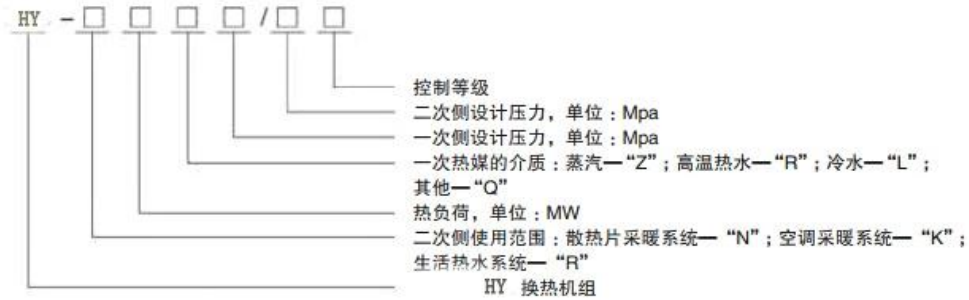 HY - □ □ □ □ / □ □
控制等级
二次侧设计压力，单位：Mpa
一次侧设计压力，单位：Mpa
一次热媒的介质：蒸汽—“Z”；高温热水—“R”；冷水—“L”；
其他—“Q”
热负荷，单位：MW
二次侧使用范围：散热片采暖系统— “N”；空调采暖系统— “K”；
生活热水系统— “R”
HY 换热机组